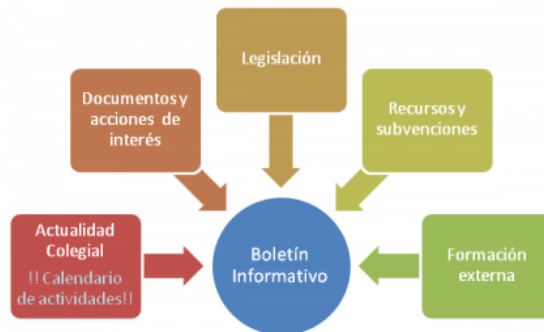 Legislación
Documentos y
acciones de
interés
Recursos y
subvenciones
Actualidad
Colegial
!! Calendario
de actividades!!
Boletín
Informativo
Formación
externa